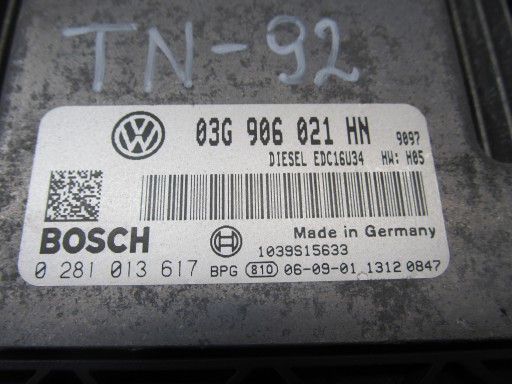 TN-92
03G 906 021 HN 9097
DIESEL EDC16U34 HW: H05
BOSCH
Made in Germany
1039S15633
0 281 013 617 BPG 810 06-09-01 1312 0847